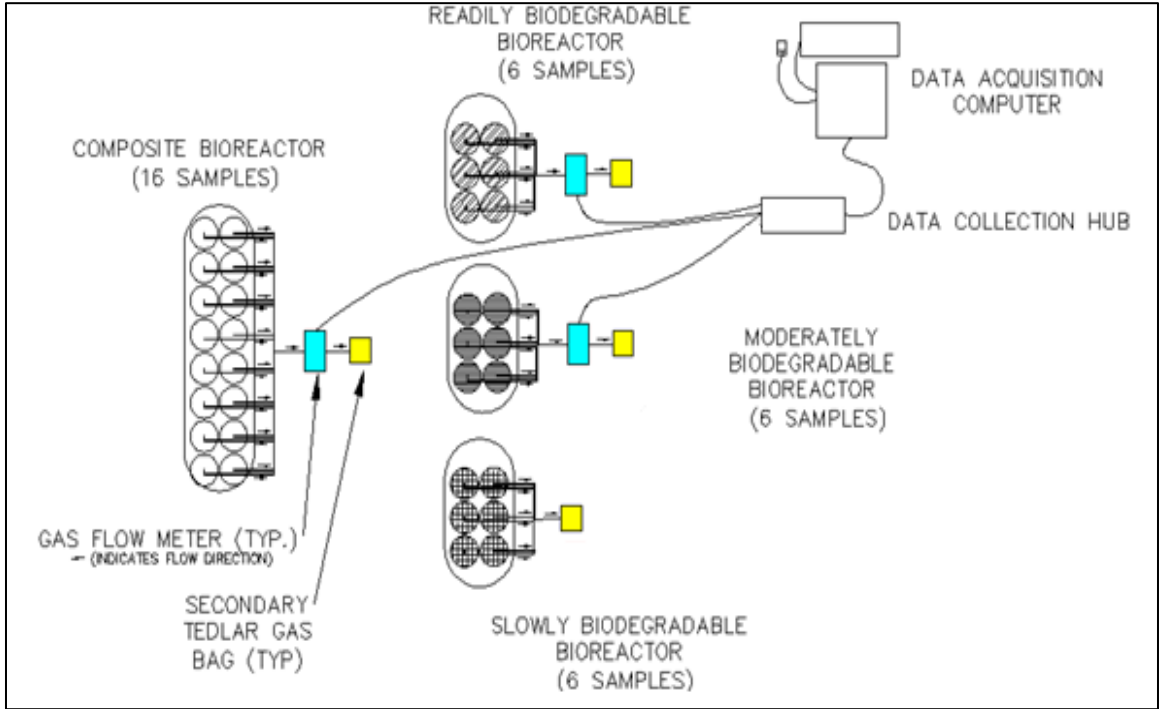 READILY BIODEGRADABLE
BIOREACTOR
(6 SAMPLES)
DATA ACQUISITION
COMPUTER
COMPOSITE BIOREACTOR
(16 SAMPLES)
DATA COLLECTION HUB
MODERATELY
BIODEGRADABLE
BIOREACTOR
(6 SAMPLES)
GAS FLOW METER (TYP.)
(INDICATES FLOW DIRECTION)
SECONDARY
TEDLAR GAS
BAG (TYP)
SLOWLY BIODEGRADABLE
BIOREACTOR
(6 SAMPLES)